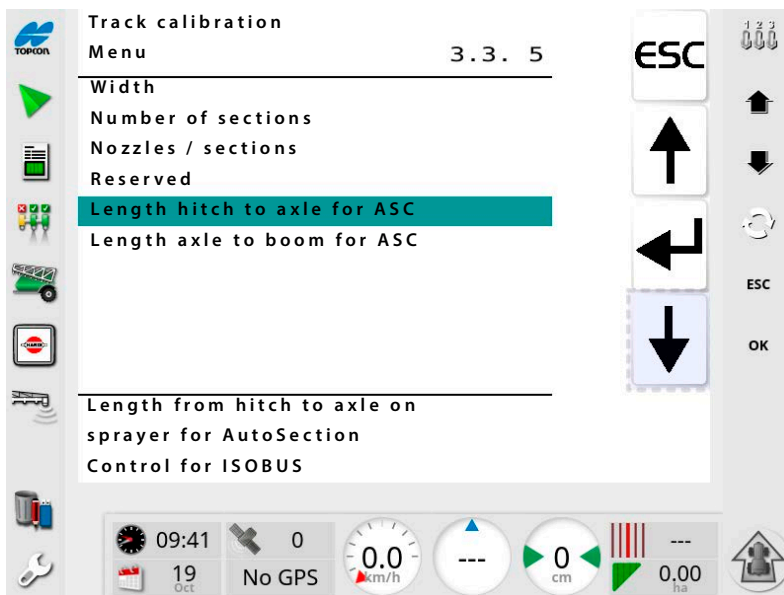 Track calibration
Menu 3.3. 5
Width
Number of sections
Nozzles / sections
Reserved
Length hitch to axle for ASC
Length axle to boom for ASC
Length from hitch to axle on
sprayer for AutoSection
Control for ISOBUS
TOPCON
HARDI
ESC
1 2 3
ESC
OK
09:41
19
Oct
0
No GPS
0.0
km/h
---
0
cm
---
0.00
ha